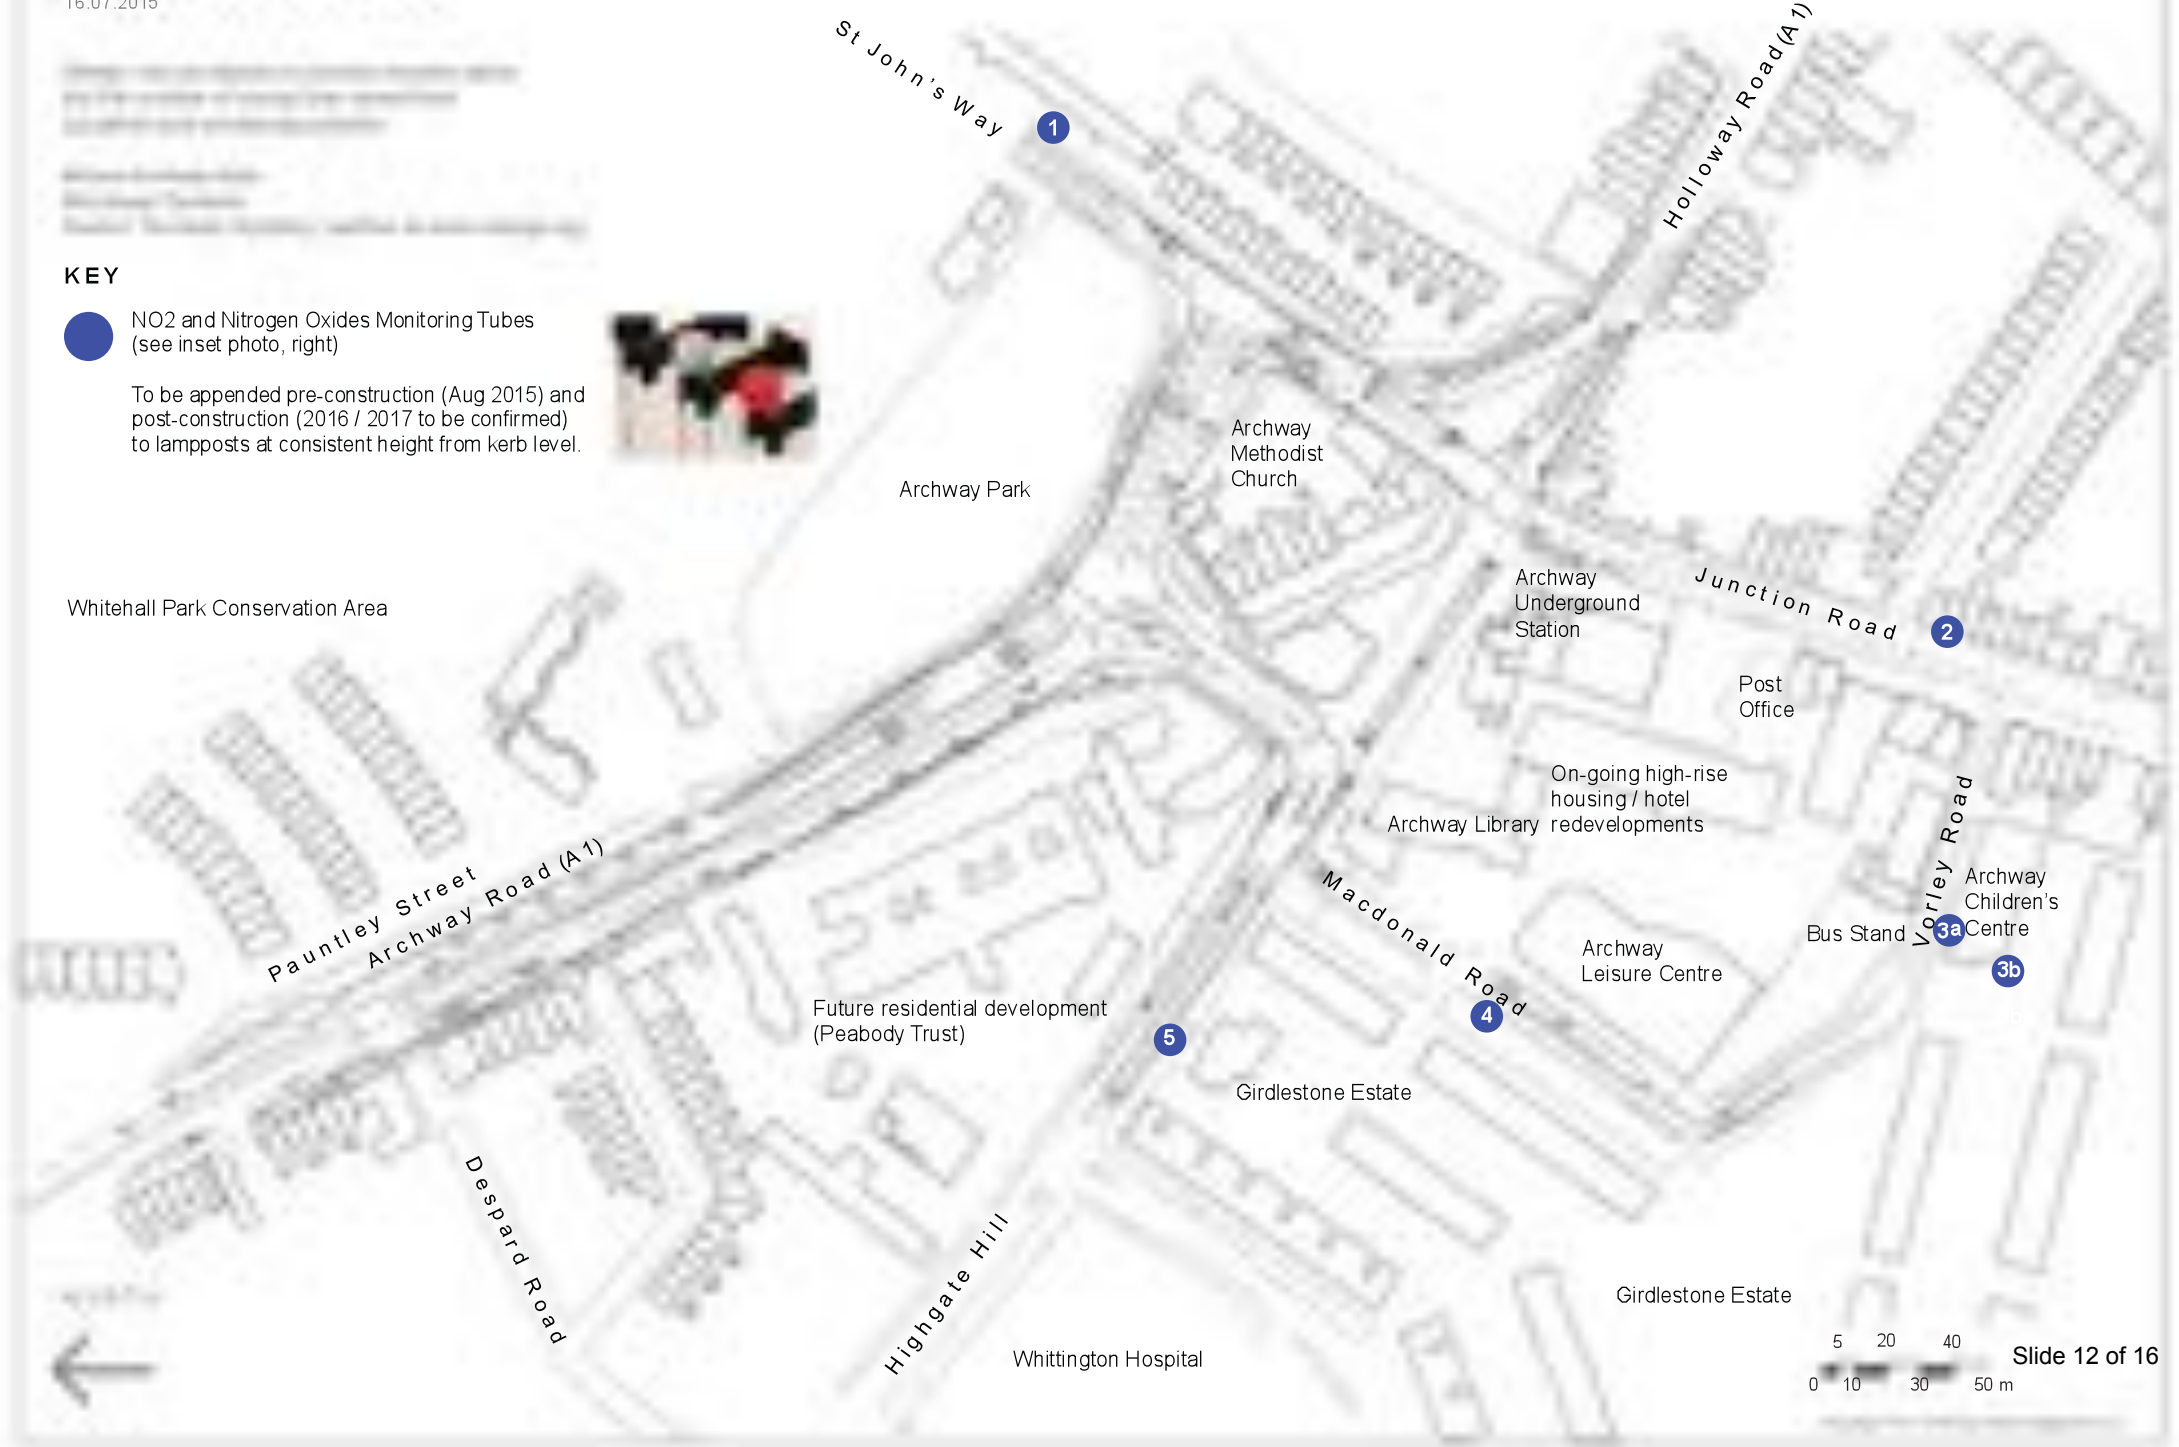 16.07.2015
KEY
NO2 and Nitrogen Oxides Monitoring Tubes
(see inset photo, right)
To be appended pre-construction (Aug 2015) and
post-construction (2016 / 2017 to be confirmed)
to lampposts at consistent height from kerb level.
St John's Way
1
Holloway Road (A1)
Archway
Methodist
Church
Archway Park
Whitehall Park Conservation Area
Archway
Underground
Station
Junction Road
2
Post
Office
On-going high-rise
housing / hotel
redevelopments
Archway Library
Vorley Road
Pauntley Street
Archway Road (A1)
Macdonald Road
Archway
Children's
Centre
Bus Stand
3a
3b
Archway
Leisure Centre
4
Future residential development
(Peabody Trust)
5
Girdlestone Estate
Despard Road
Highgate Hill
Whittington Hospital
Girdlestone Estate
5 20 40
0 10 30 50 m
Slide 12 of 16